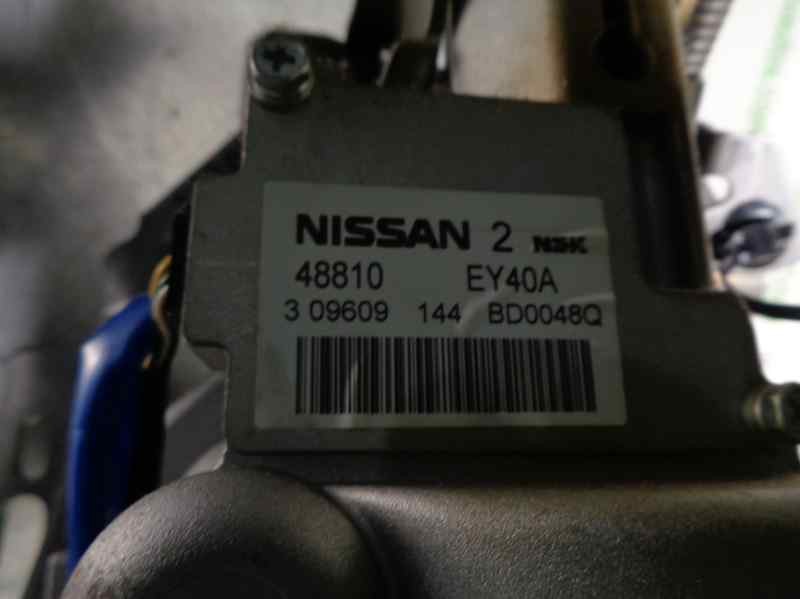 NISSAN 2 NSK
48810 EY40A
3 09609 144 BD0048Q